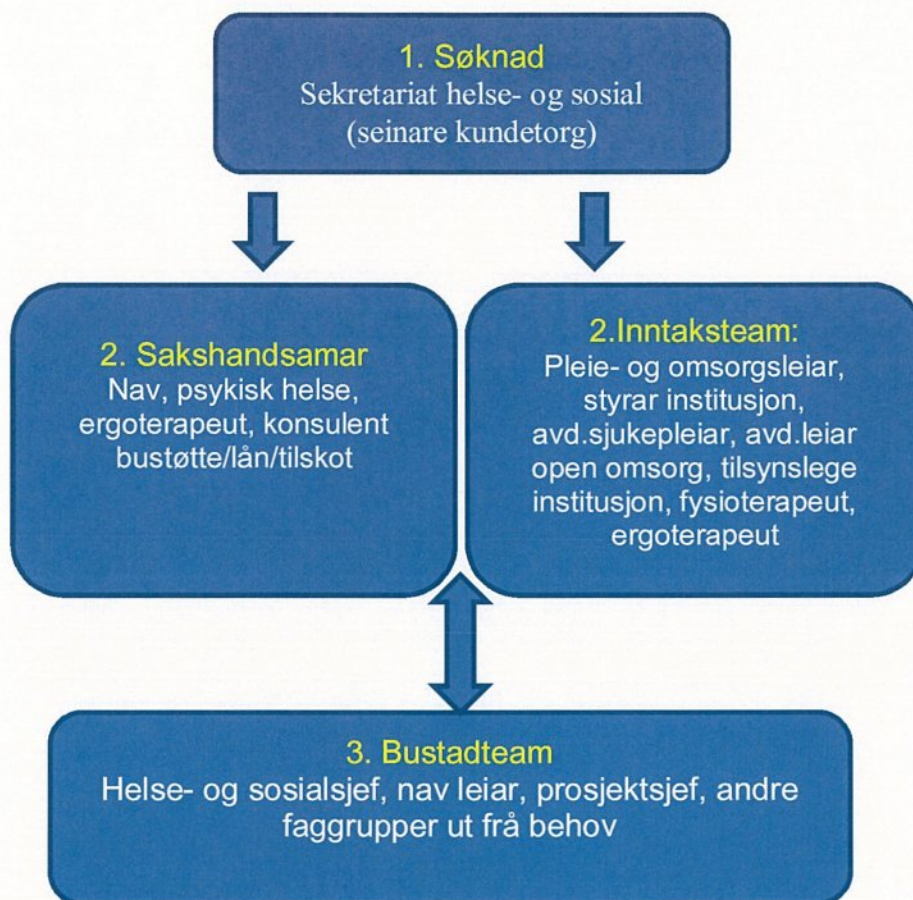 1. Søknad
Sekretariat helse- og sosial
(seinare kundetorg)
2. Sakshandsamar
Nav, psykisk helse,
ergoterapeut, konsulent
bustøtte/lån/tilskot
2.Inntaksteam:
Pleie- og omsorgsleiar,
styrar institusjon,
avd.sjukepleiar, avd.leiar
open omsorg, tilsynslege
institusjon, fysioterapeut,
ergoterapeut
3. Bustadteam
Helse- og sosialsjef, nav leiar, prosjektsjef, andre
faggrupper ut frå behov